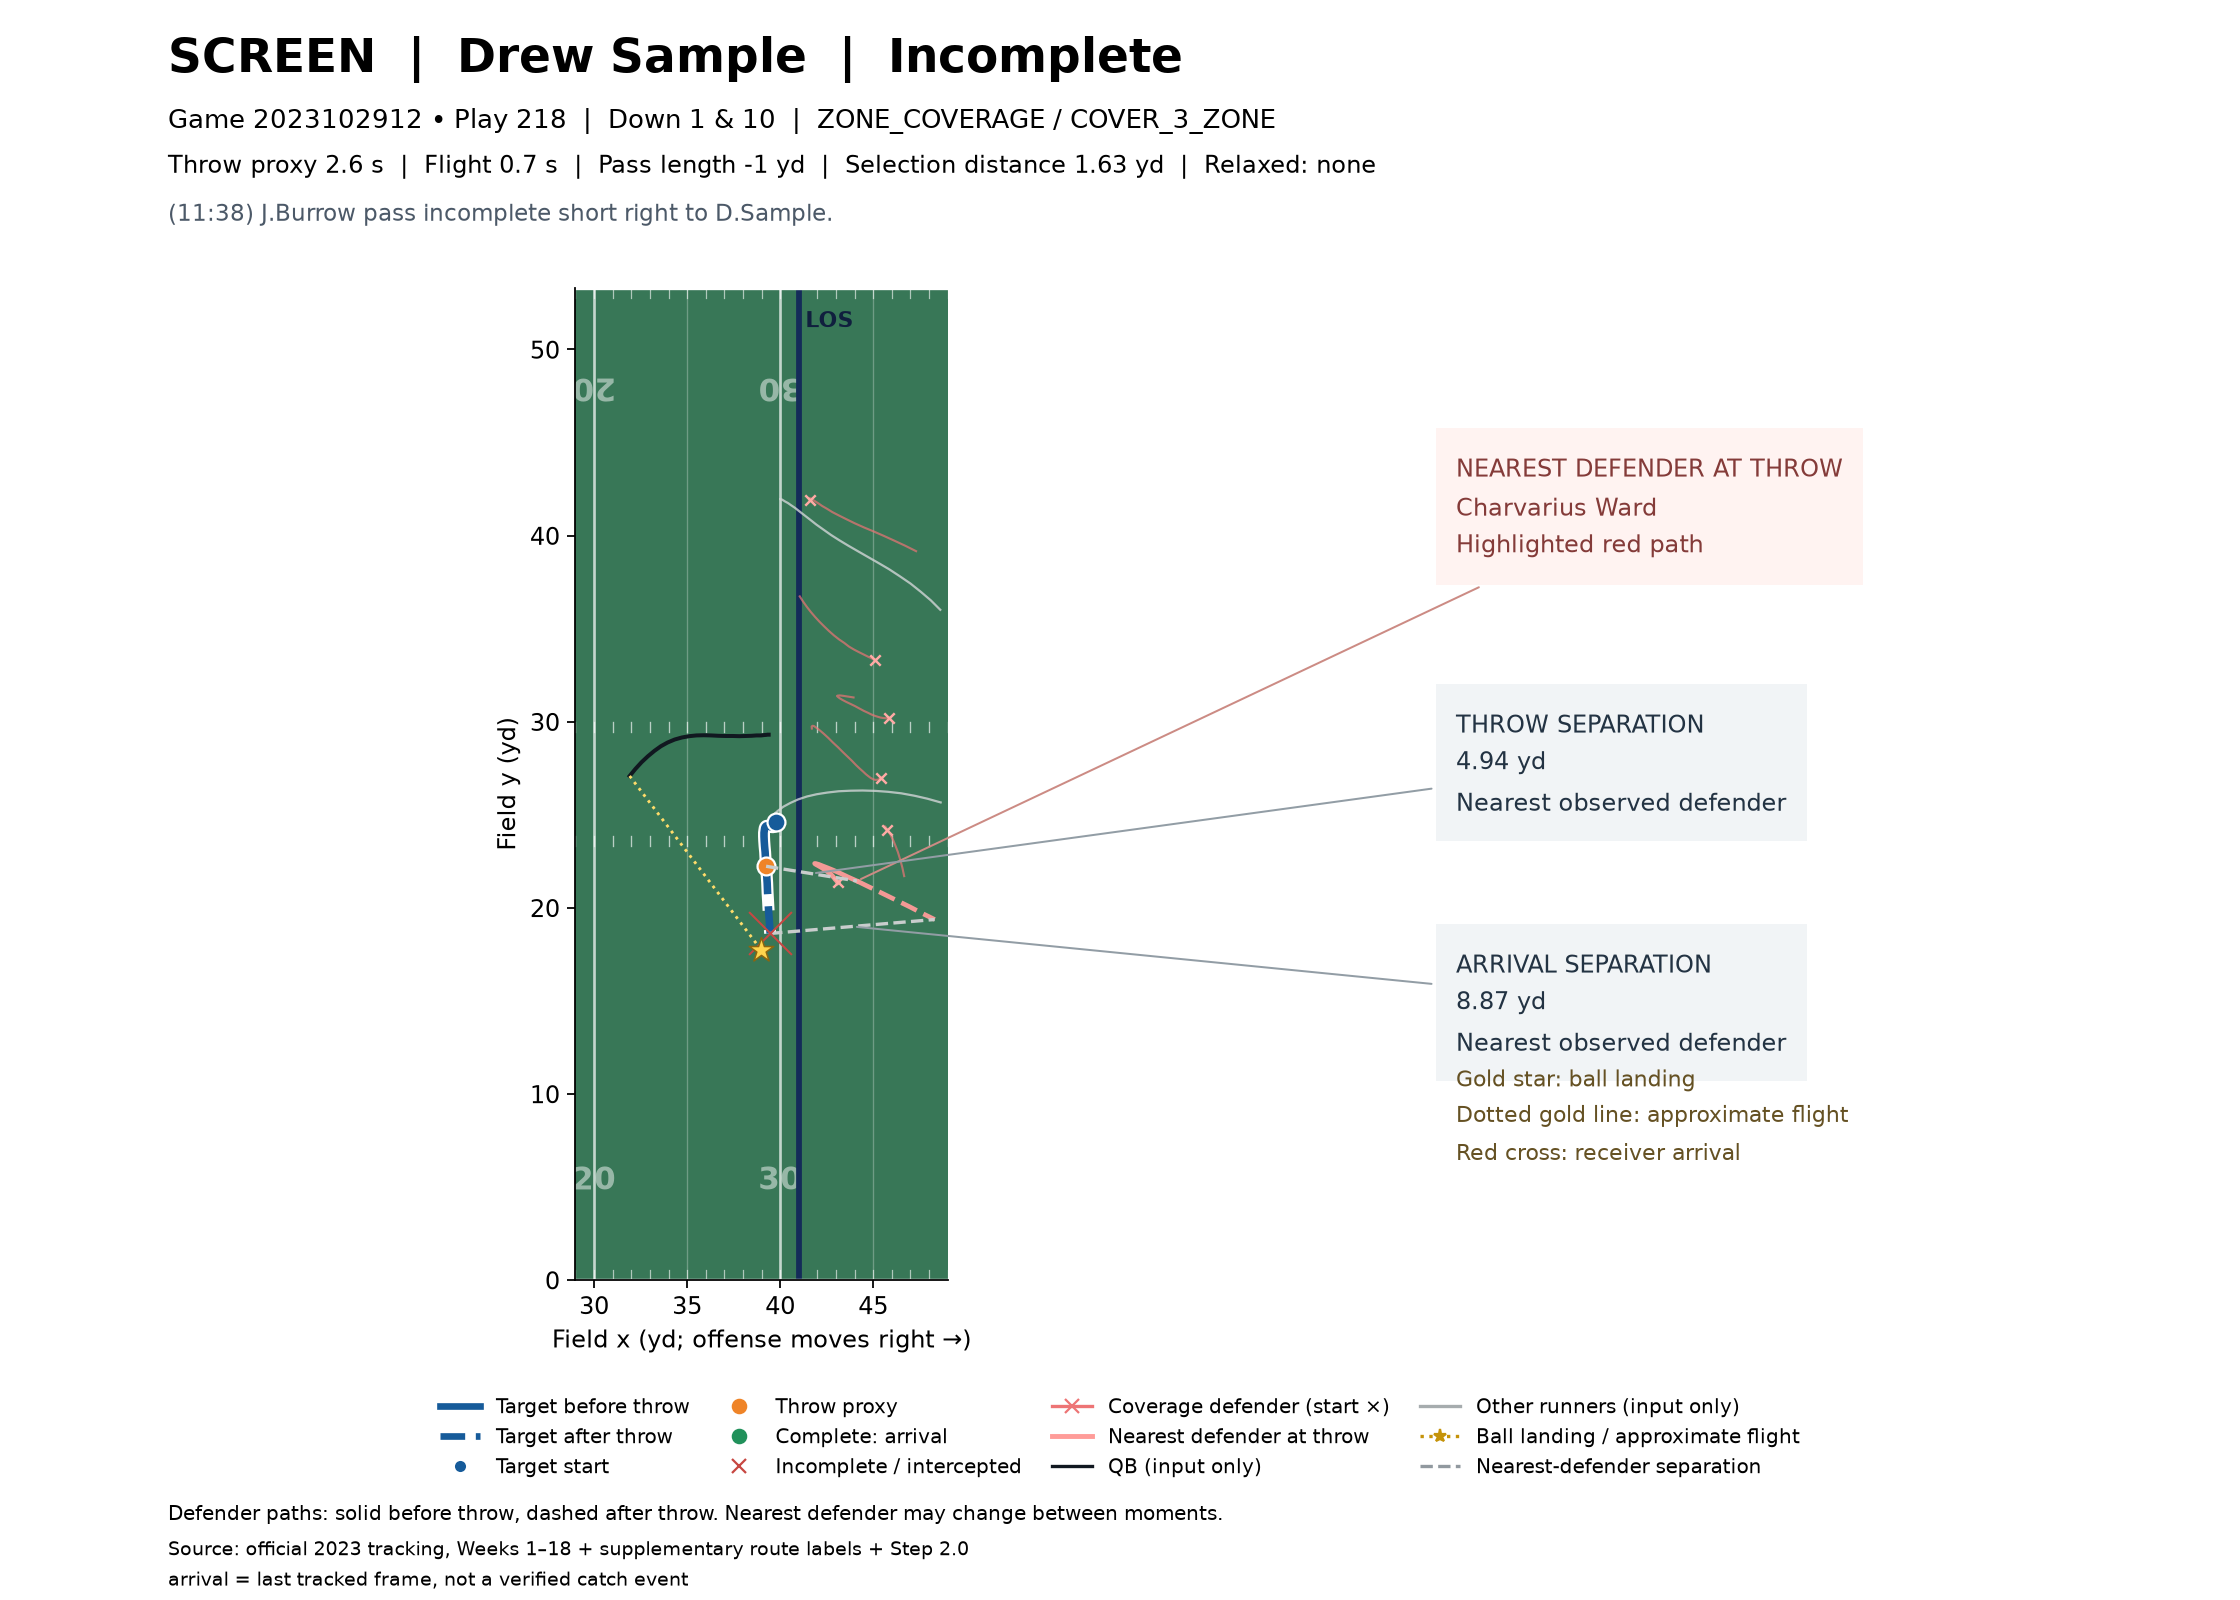 SCREEN | Drew Sample | Incomplete
Game 2023102912 • Play 218 | Down 1 & 10 | ZONE_COVERAGE / COVER_3_ZONE
Throw proxy 2.6 s | Flight 0.7 s | Pass length -1 yd | Selection distance 1.63 yd | Relaxed: none
(11:38) J.Burrow pass incomplete short right to D.Sample.
LOS
20 30
50
40
30
20
10
0
Field y (yd)
20 30
30 35 40 45
Field x (yd; offense moves right →)
NEAREST DEFENDER AT THROW
Charvarius Ward
Highlighted red path
THROW SEPARATION
4.94 yd
Nearest observed defender
ARRIVAL SEPARATION
8.87 yd
Nearest observed defender
Gold star: ball landing
Dotted gold line: approximate flight
Red cross: receiver arrival
Target before throw
Target after throw
Target start
Throw proxy
Complete: arrival
Incomplete / intercepted
Coverage defender (start ×)
Nearest defender at throw
QB (input only)
Other runners (input only)
Ball landing / approximate flight
Nearest-defender separation
Defender paths: solid before throw, dashed after throw. Nearest defender may change between moments.
Source: official 2023 tracking, Weeks 1–18 + supplementary route labels + Step 2.0
arrival = last tracked frame, not a verified catch event